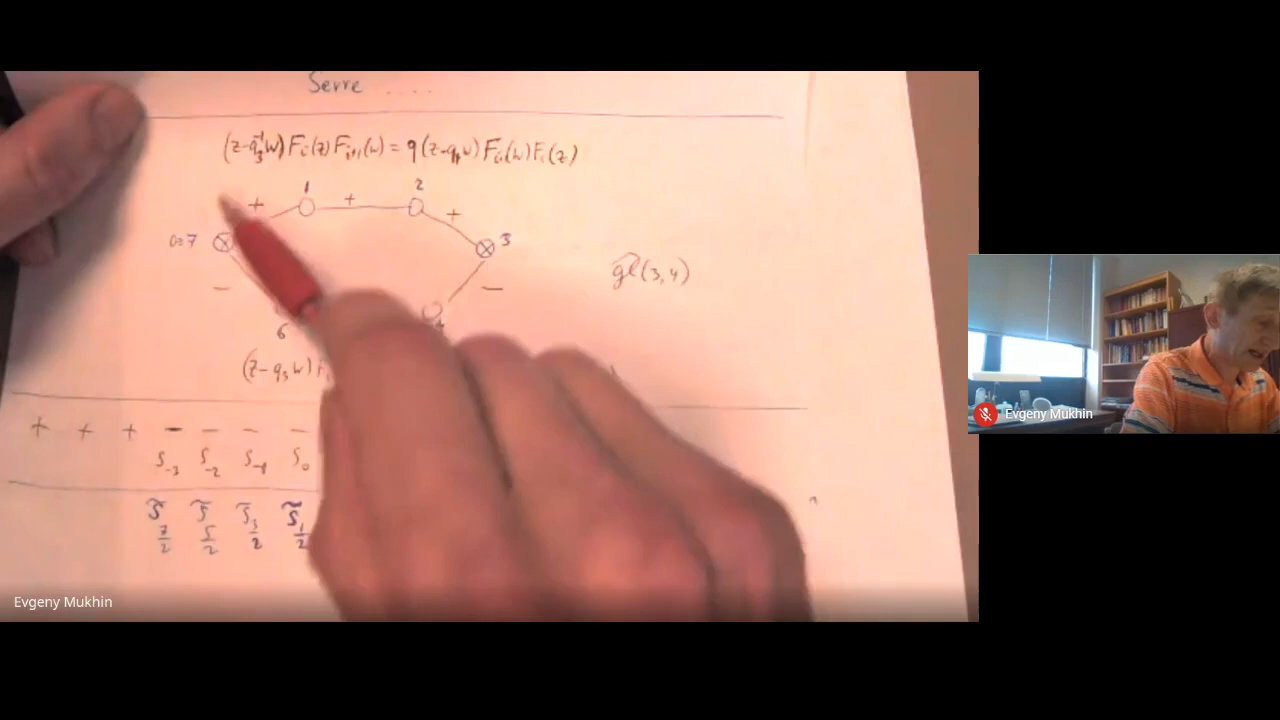 Serre ....
(z-q₃⁻¹w) Fᵢ(z) Fᵢ₊₁(w) = q (z-q₁w) Fᵢ₊₁(w) Fᵢ(z)
+ 1 + 2 +
0≡7 ⊗ ⊗ 3
gl̂(3,4)
− −
6
(z-q₃w) F
+ + + − − − −
S₋₃ S₋₂ S₋₁ S₀
S̃ 7/2 S̃ 5/2 S̃ 3/2 S̃ 1/2
Evgeny Mukhin
Evgeny Mukhin